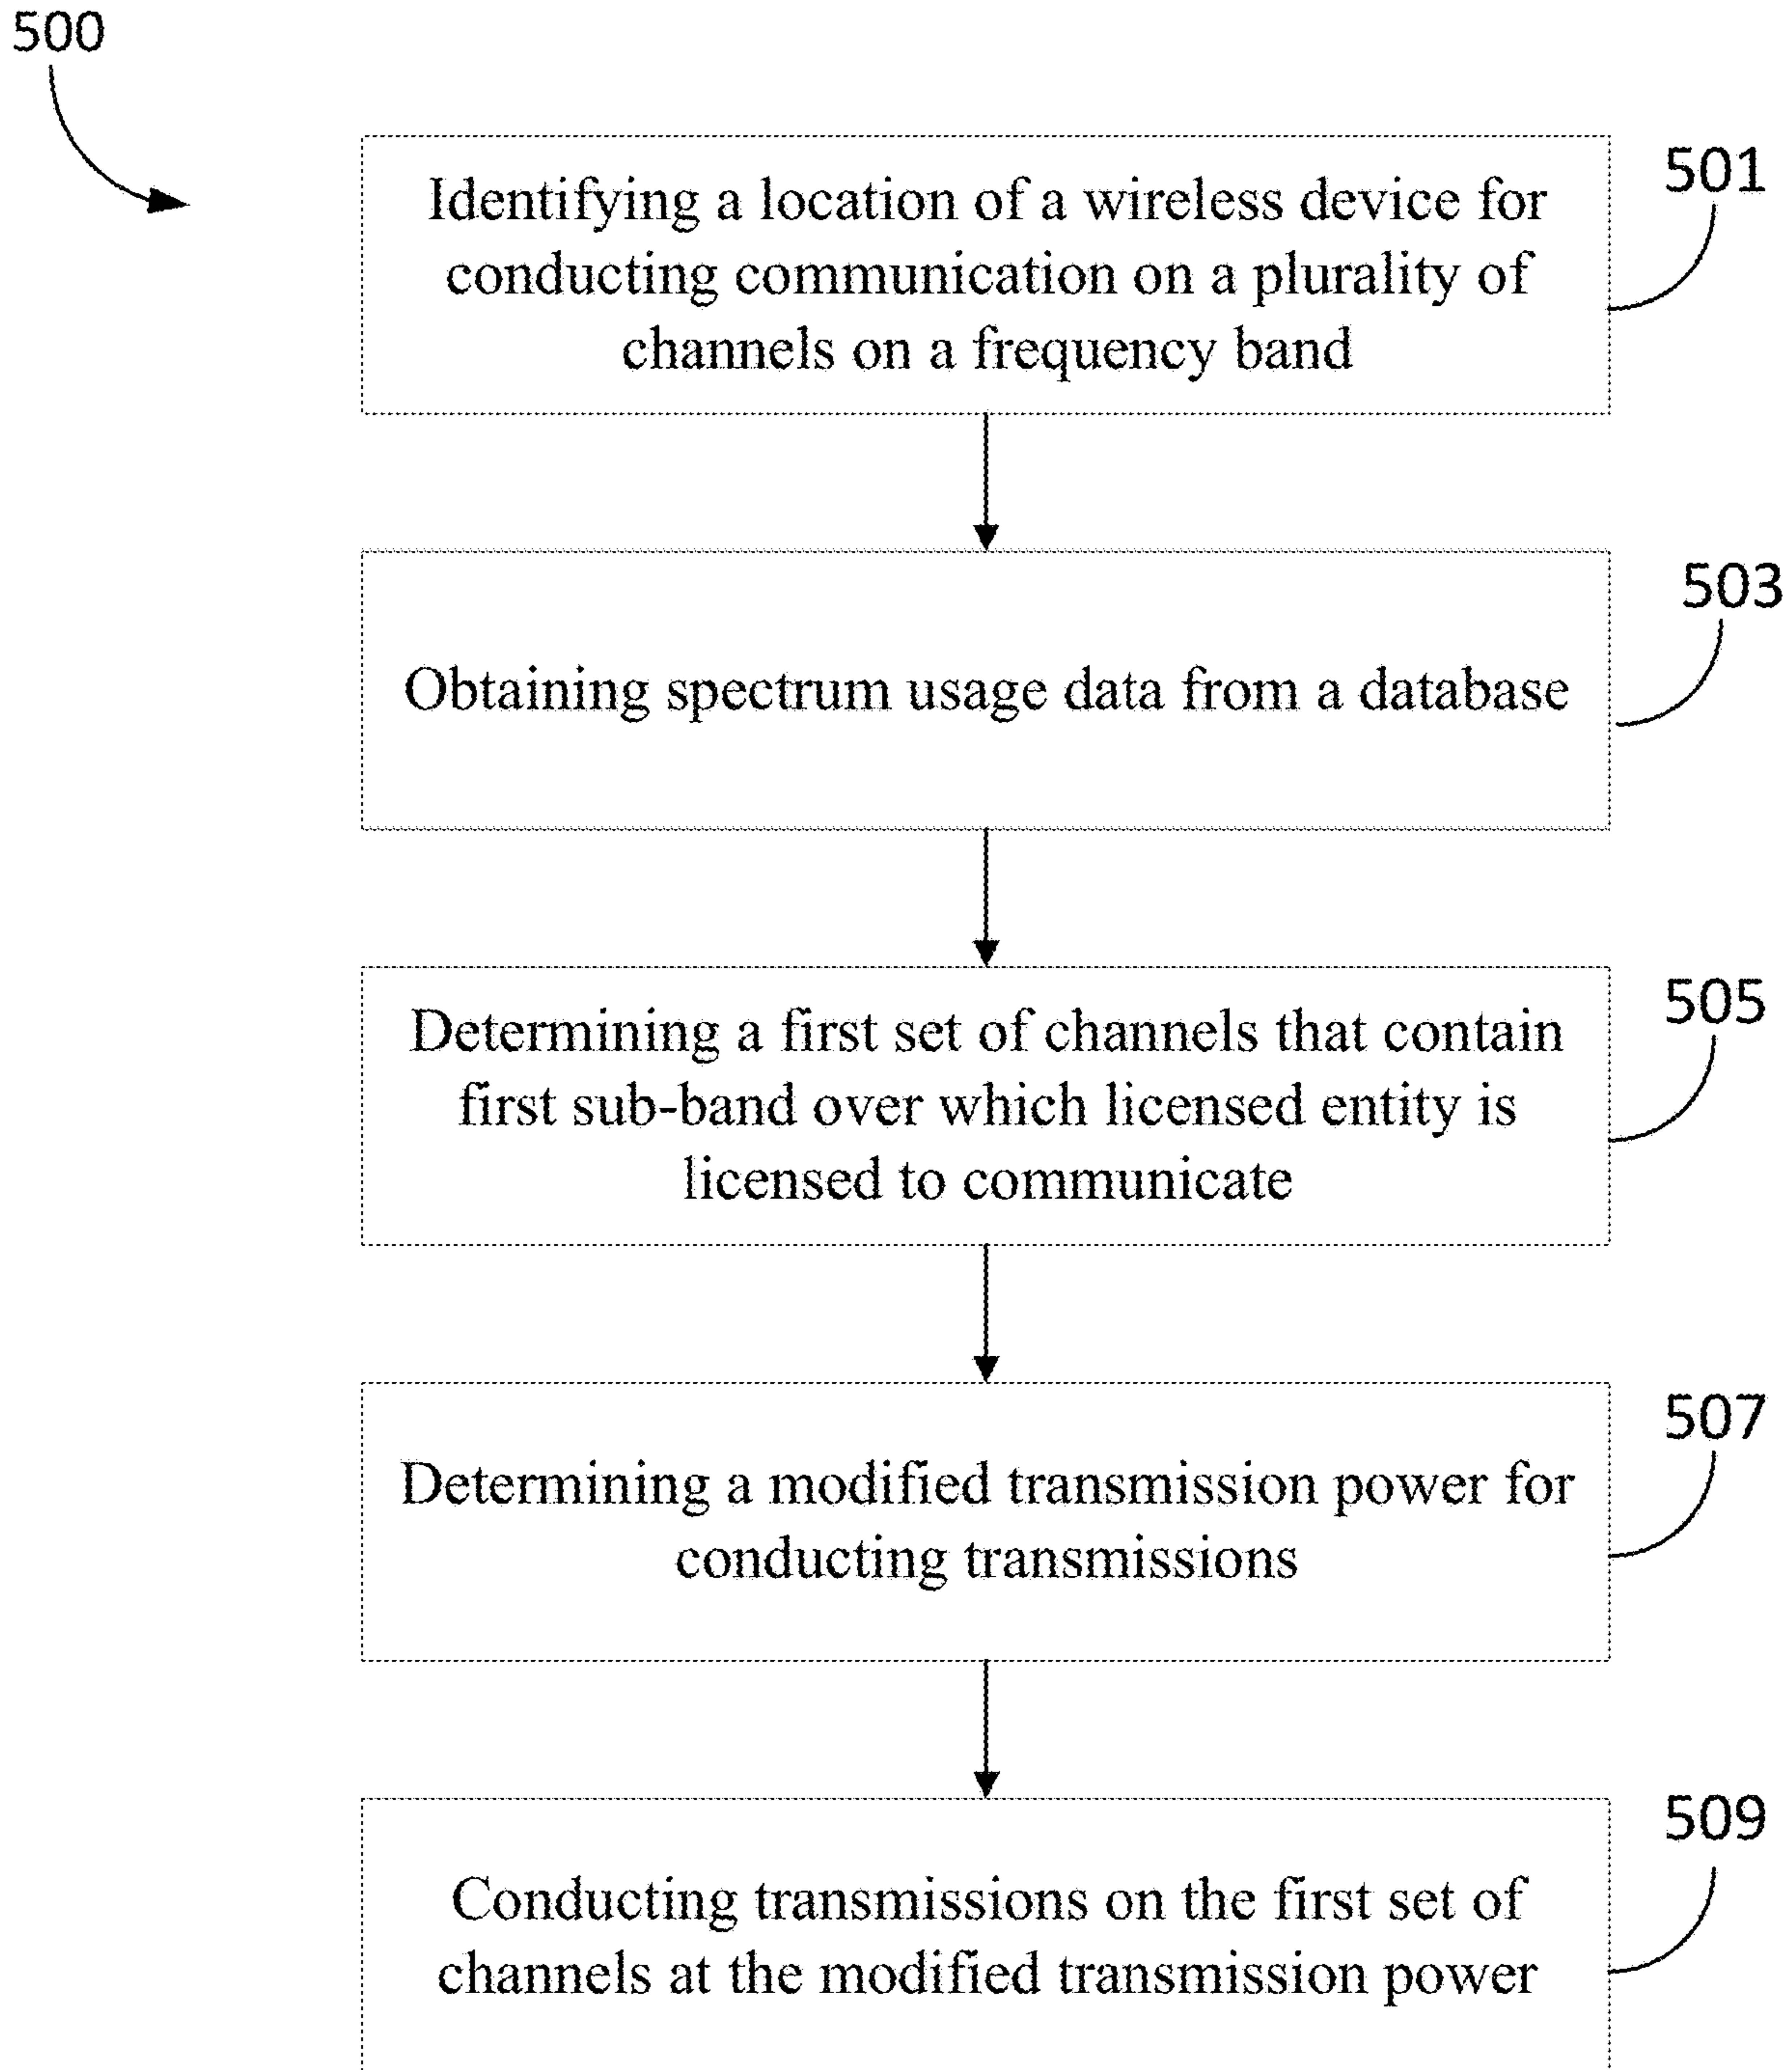 500
501
Identifying a location of a wireless device for
conducting communication on a plurality of
channels on a frequency band
503
Obtaining spectrum usage data from a database
505
Determining a first set of channels that contain
first sub-band over which licensed entity is
licensed to communicate
507
Determining a modified transmission power for
conducting transmissions
509
Conducting transmissions on the first set of
channels at the modified transmission power